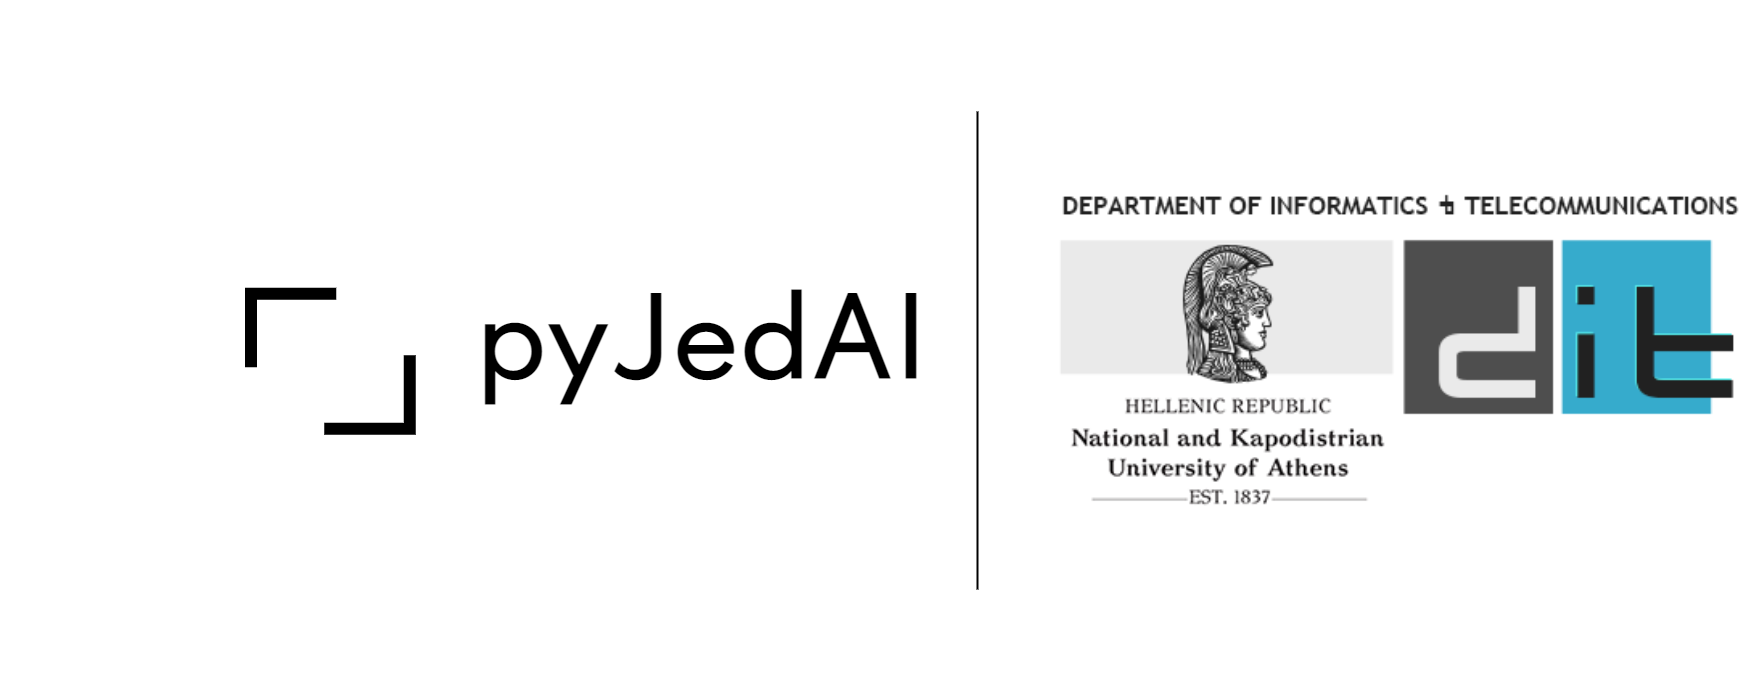 pyJedAI
DEPARTMENT OF INFORMATICS & TELECOMMUNICATIONS
dit
HELLENIC REPUBLIC
National and Kapodistrian
University of Athens
EST. 1837